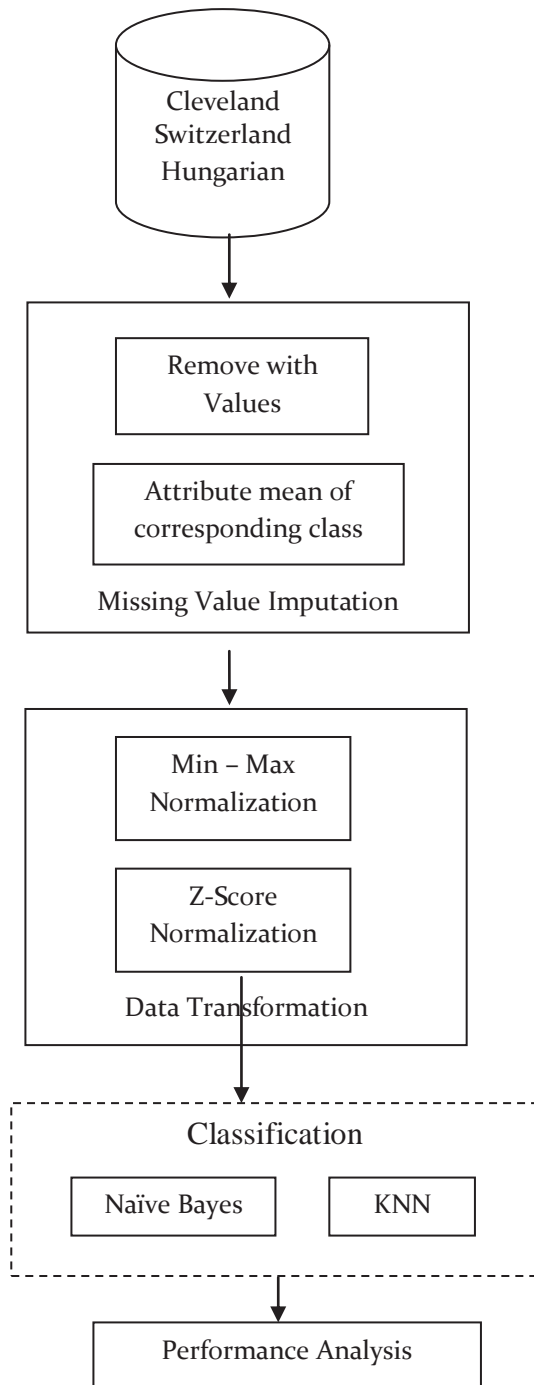 Cleveland
Switzerland
Hungarian
Remove with
Values
Attribute mean of
corresponding class
Missing Value Imputation
Min – Max
Normalization
Z-Score
Normalization
Data Transformation
Classification
Naïve Bayes
KNN
Performance Analysis